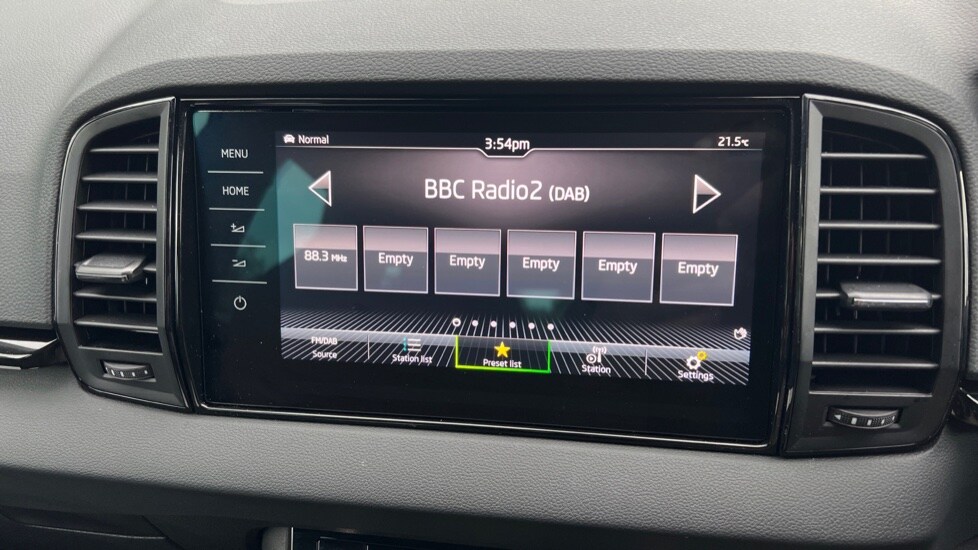 Normal
3:54pm
21.5°C
MENU
HOME
BBC Radio2 (DAB)
88.3 MHz
Empty
Empty
Empty
Empty
Empty
FM/DAB
Source
Station list
Preset list
Station
Settings